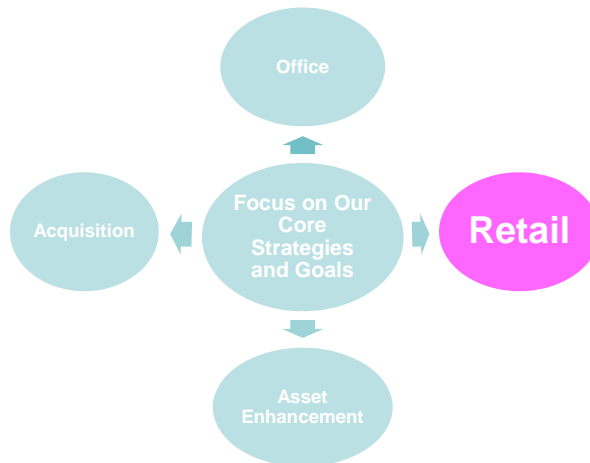 Office
Acquisition
Focus on Our
Core
Strategies
and Goals
Retail
Asset
Enhancement